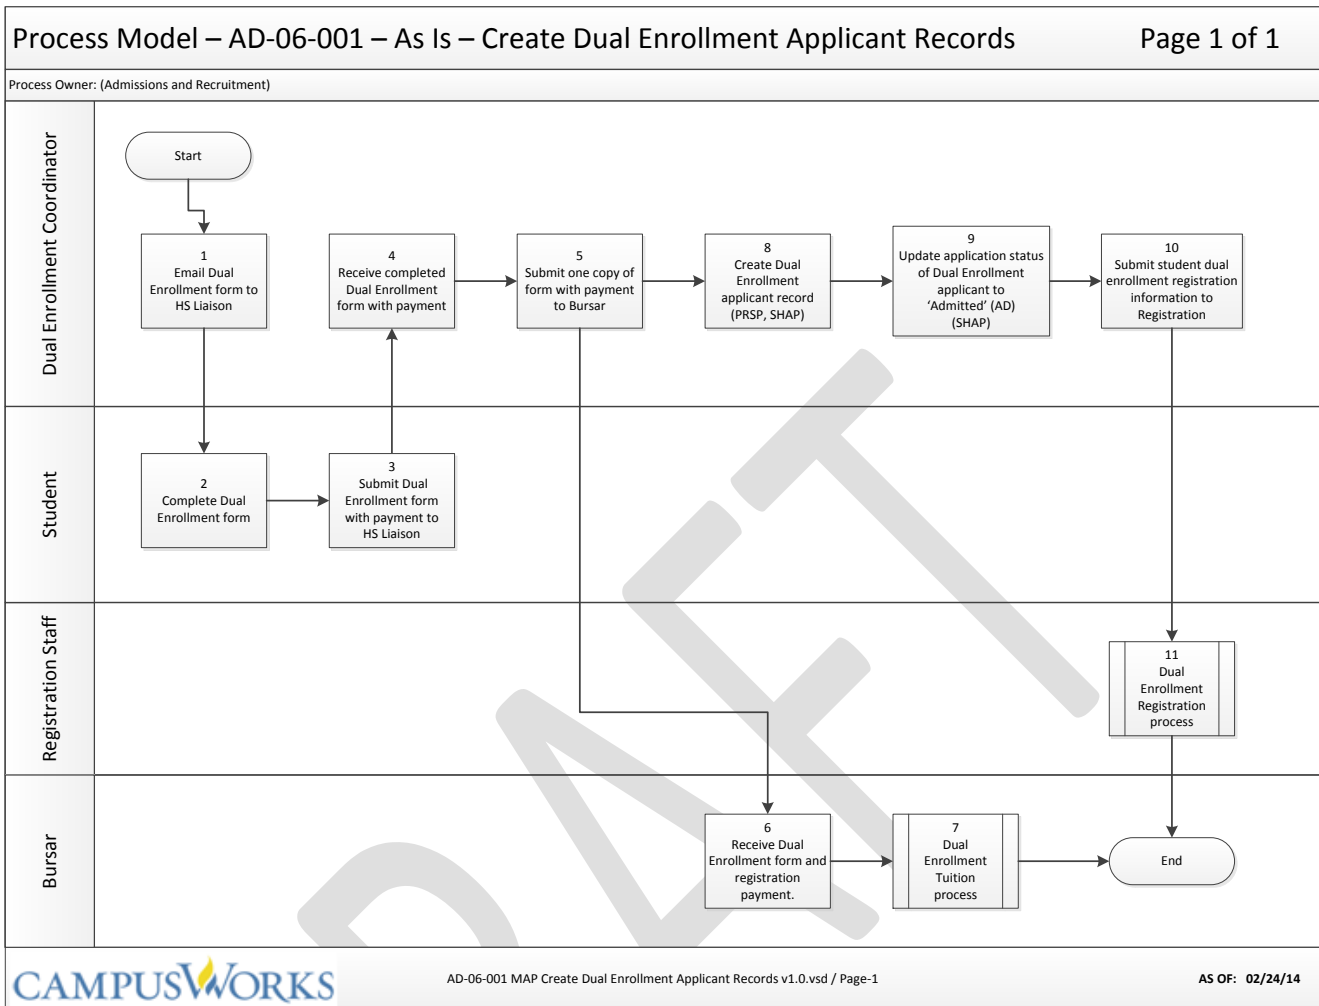 Process Model – AD-06-001 – As Is – Create Dual Enrollment Applicant Records
Page 1 of 1
Process Owner: (Admissions and Recruitment)
Dual Enrollment Coordinator
Start
1
Email Dual
Enrollment form to
HS Liaison
4
Receive completed
Dual Enrollment
form with payment
5
Submit one copy of
form with payment
to Bursar
8
Create Dual
Enrollment
applicant record
(PRSP, SHAP)
9
Update application status
of Dual Enrollment
applicant to
‘Admitted’ (AD)
(SHAP)
10
Submit student dual
enrollment registration
information to
Registration
Student
2
Complete Dual
Enrollment form
3
Submit Dual
Enrollment form
with payment to
HS Liaison
Registration Staff
11
Dual
Enrollment
Registration
process
Bursar
6
Receive Dual
Enrollment form and
registration
payment.
7
Dual
Enrollment
Tuition
process
End
DRAFT
CAMPUSWORKS
AD-06-001 MAP Create Dual Enrollment Applicant Records v1.0.vsd / Page-1
AS OF: 02/24/14